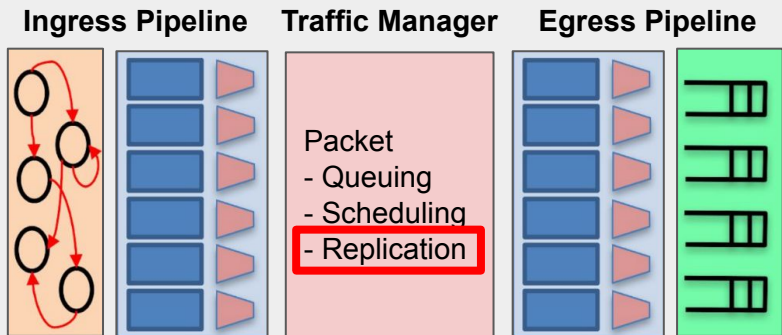 Ingress Pipeline
Traffic Manager
Egress Pipeline
Packet
- Queuing
- Scheduling
- Replication